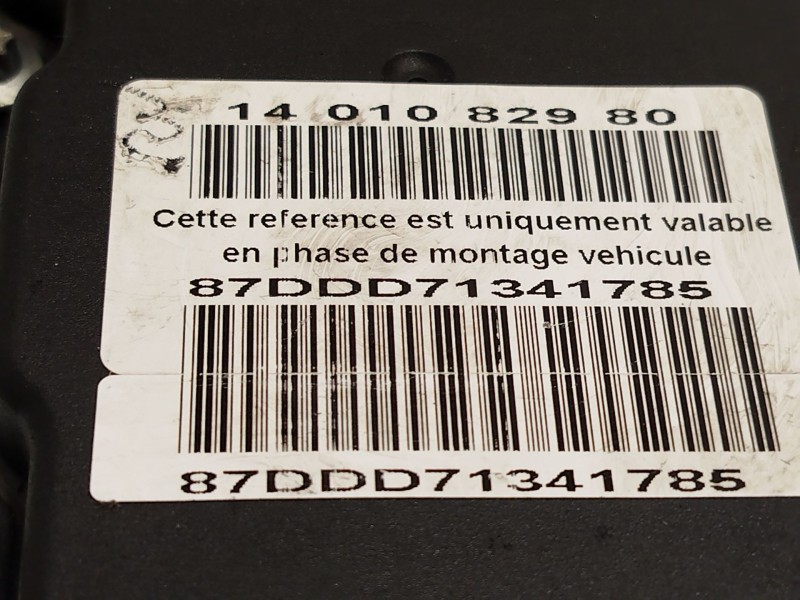 14 010 829 80
Cette reference est uniquement valable
en phase de montage vehicule
87DDD71341785
87DDD71341785